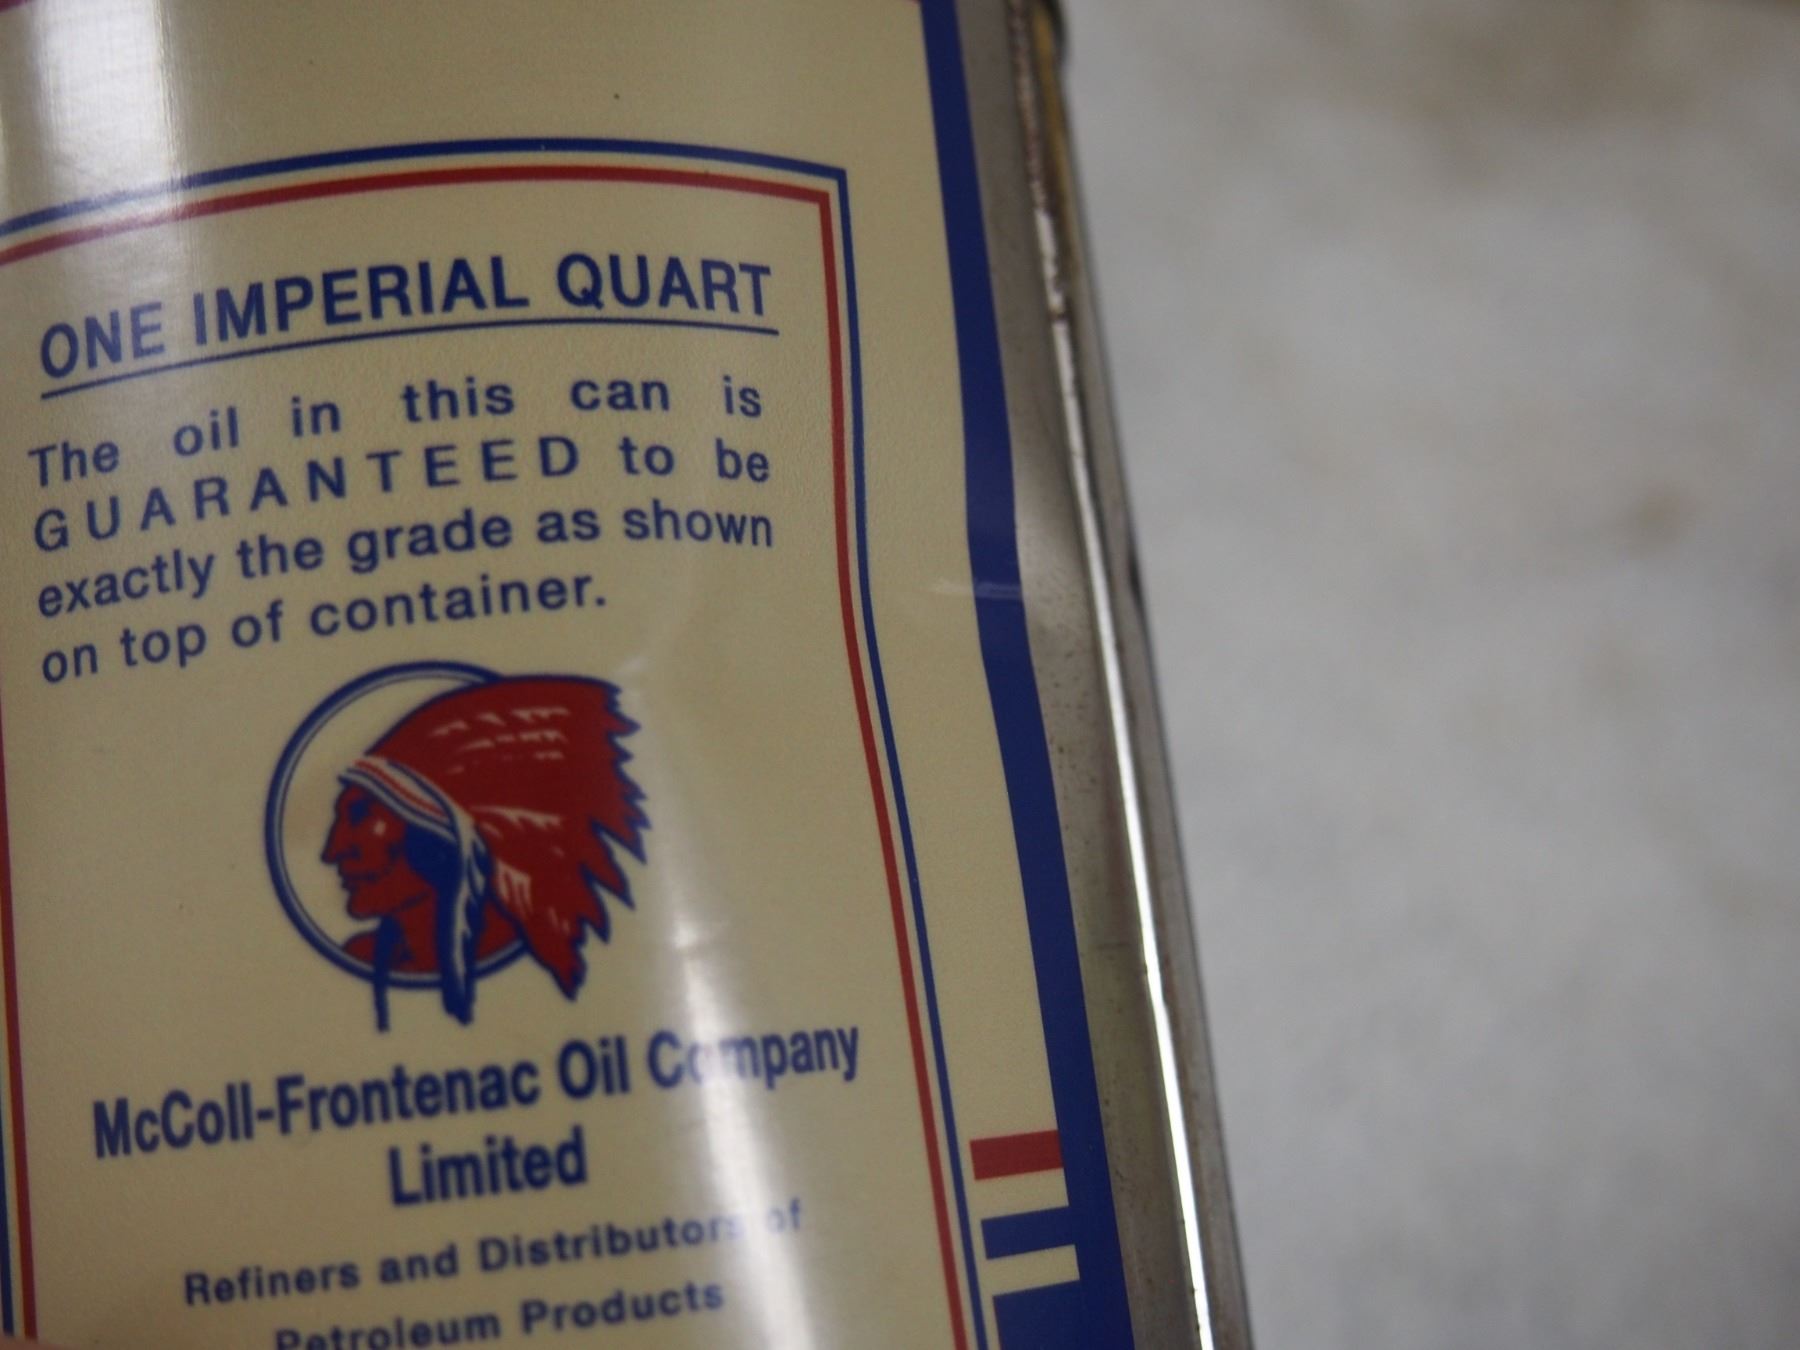 ONE IMPERIAL QUART
The oil in this can is
GUARANTEED to be
exactly the grade as shown
on top of container.
McColl-Frontenac Oil Company
Limited
Refiners and Distributors of
Petroleum Products